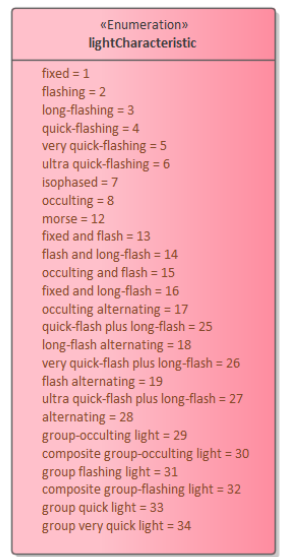 «Enumeration»
lightCharacteristic
fixed = 1
flashing = 2
long-flashing = 3
quick-flashing = 4
very quick-flashing = 5
ultra quick-flashing = 6
isophased = 7
occulting = 8
morse = 12
fixed and flash = 13
flash and long-flash = 14
occulting and flash = 15
fixed and long-flash = 16
occulting alternating = 17
quick-flash plus long-flash = 25
long-flash alternating = 18
very quick-flash plus long-flash = 26
flash alternating = 19
ultra quick-flash plus long-flash = 27
alternating = 28
group-occulting light = 29
composite group-occulting light = 30
group flashing light = 31
composite group-flashing light = 32
group quick light = 33
group very quick light = 34